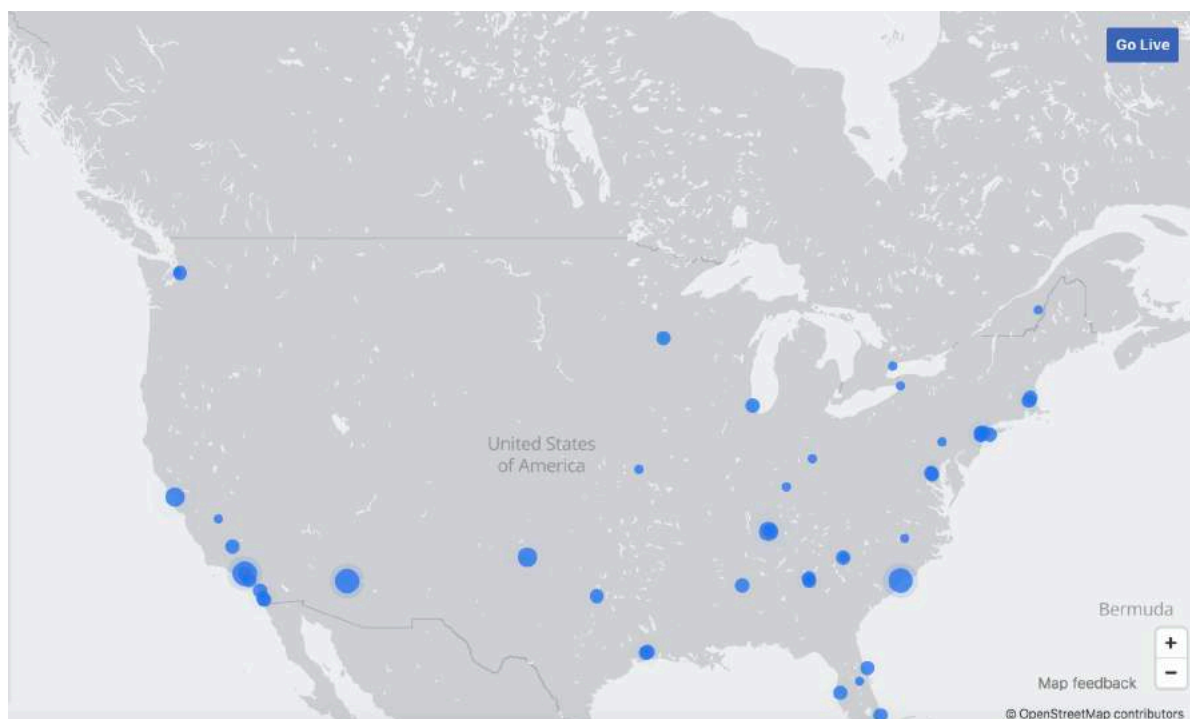 Go Live
United States
of America
Bermuda
+
−
Map feedback
© OpenStreetMap contributors